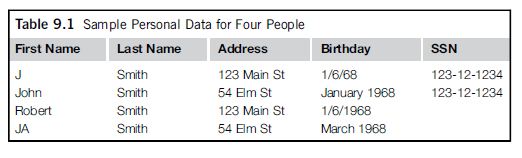 Table 9.1 Sample Personal Data for Four People
First Name Last Name Address Birthday SSN
J Smith 123 Main St 1/6/68 123-12-1234
John Smith 54 Elm St January 1968 123-12-1234
Robert Smith 123 Main St 1/6/1968
JA Smith 54 Elm St March 1968